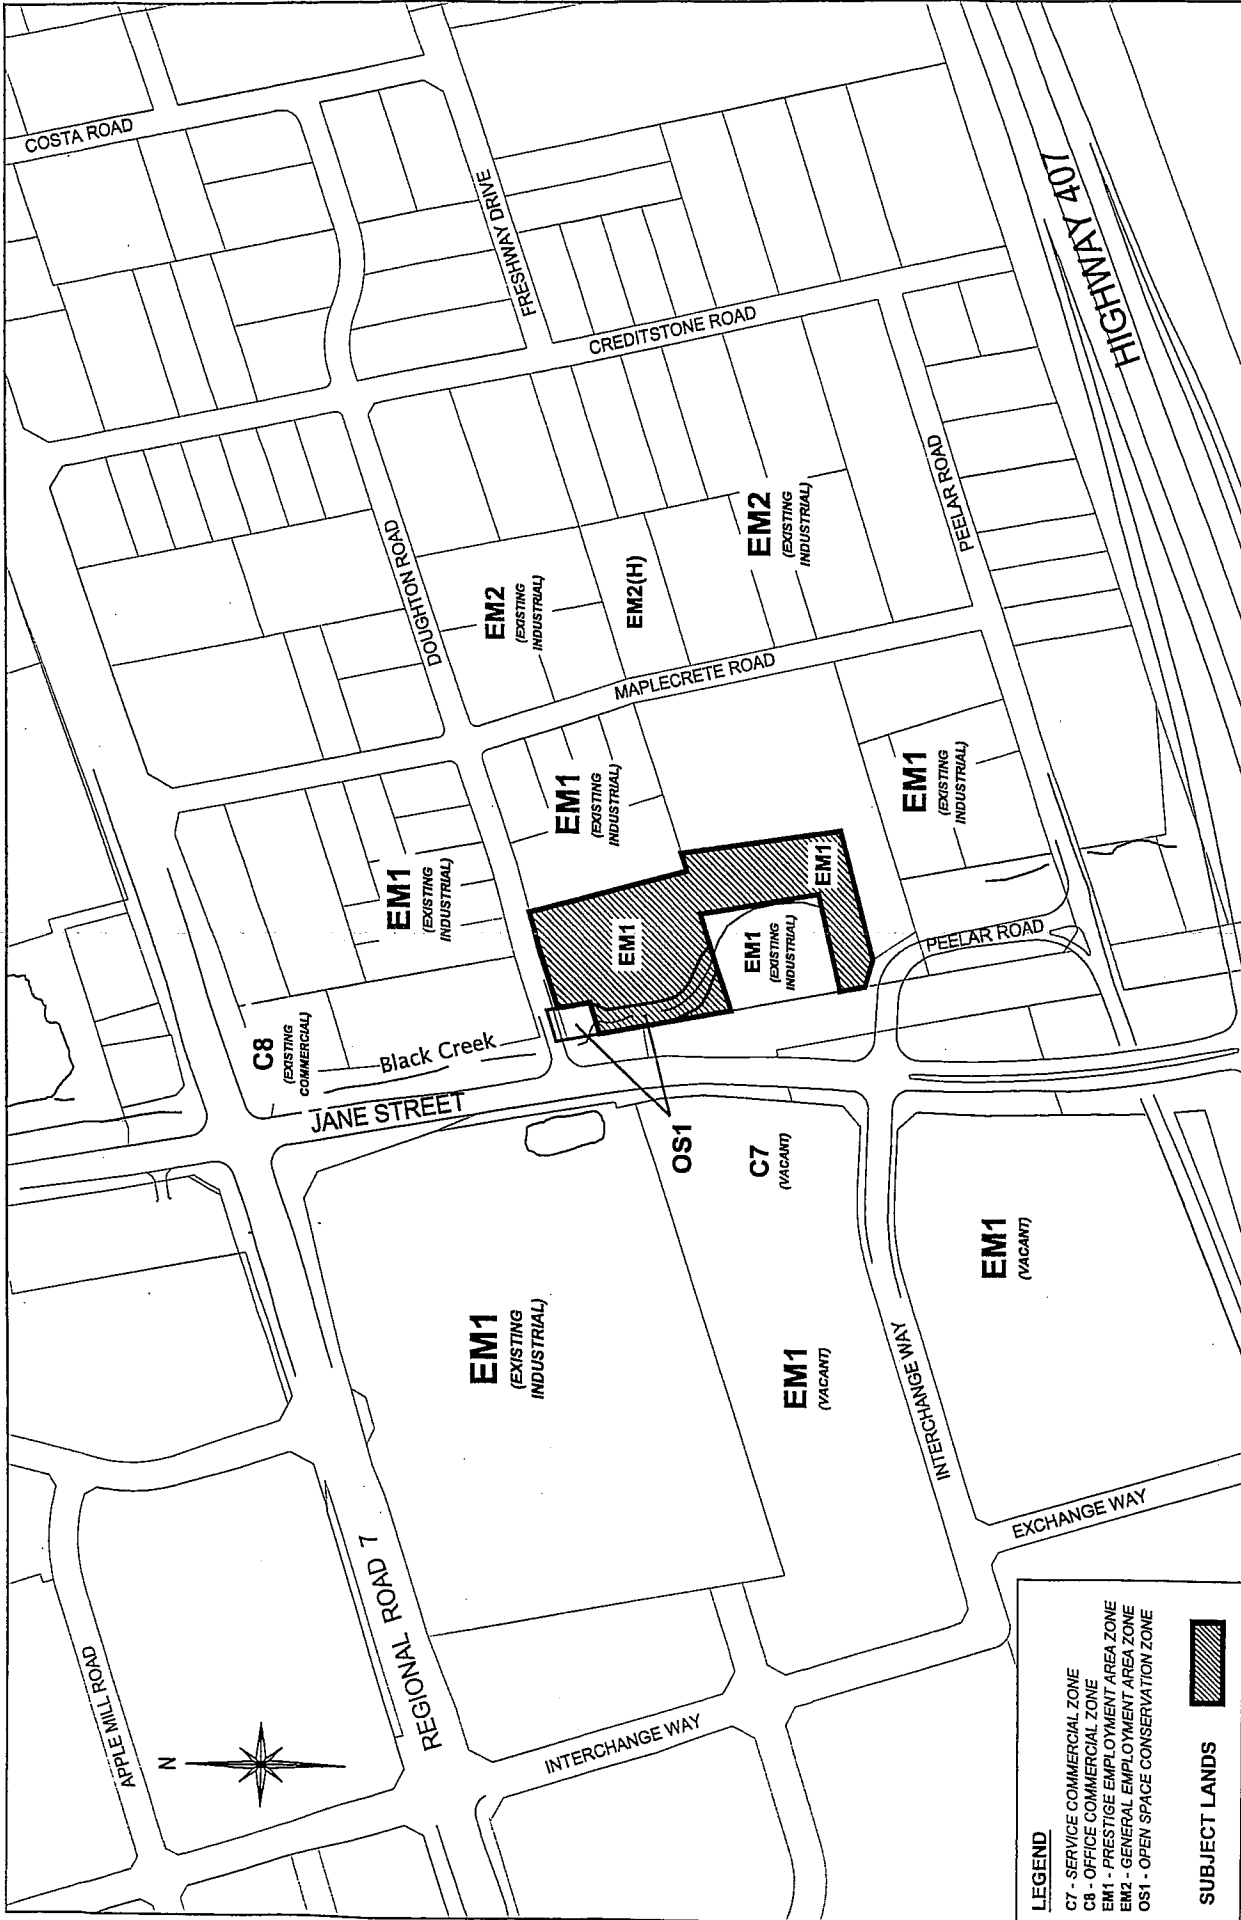 COSTA ROAD
FRESHWAY DRIVE
CREDITSTONE ROAD
HIGHWAY 407
DOUGHTON ROAD
PEELAR ROAD
EM2
(EXISTING
INDUSTRIAL)
EM2(H)
EM2
(EXISTING
INDUSTRIAL)
MAPLECRETE ROAD
EM1
(EXISTING
INDUSTRIAL)
EM1
(EXISTING
INDUSTRIAL)
EM1
(EXISTING
INDUSTRIAL)
EM1
EM1
EM1
(EXISTING
INDUSTRIAL)
PEELAR ROAD
C8
(EXISTING
COMMERCIAL)
Black Creek
JANE STREET
OS1
C7
(VACANT)
EM1
(EXISTING
INDUSTRIAL)
EM1
(VACANT)
EM1
(VACANT)
INTERCHANGE WAY
EXCHANGE WAY
REGIONAL ROAD 7
APPLE MILL ROAD
INTERCHANGE WAY
N
LEGEND
C7 - SERVICE COMMERCIAL ZONE
C8 - OFFICE COMMERCIAL ZONE
EM1 - PRESTIGE EMPLOYMENT AREA ZONE
EM2 - GENERAL EMPLOYMENT AREA ZONE
OS1 - OPEN SPACE CONSERVATION ZONE
SUBJECT LANDS